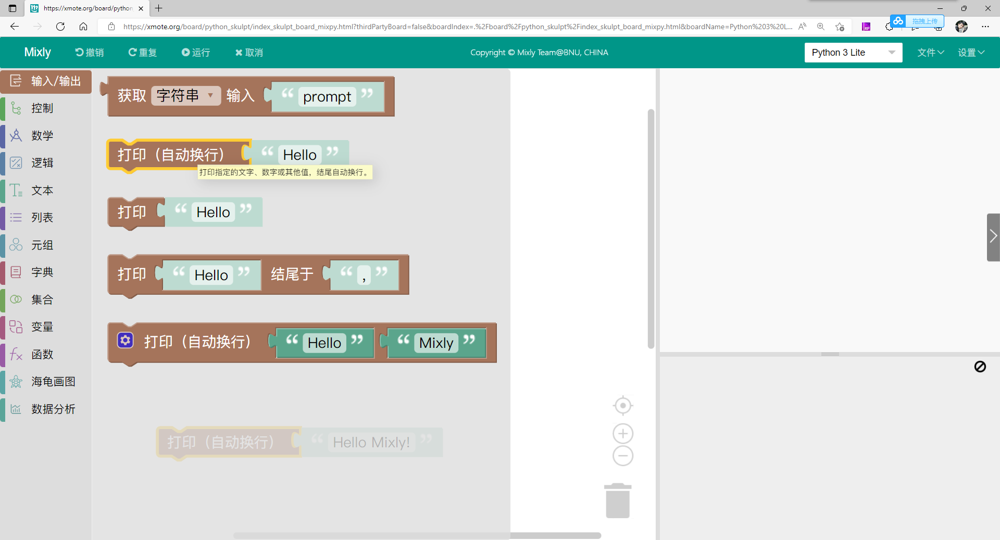 https://xmote.org/board/python
https://xmote.org/board/python_skulpt/index_skulpt_board_mixpy.html?thirdPartyBoard=false&boardIndex=.%2Fboard%2Fpython_skulpt%2Findex_skulpt_board_mixpy.html&boardName=Python%203%20L...
拖拽上传
Mixly 撤销 重复 运行 取消 Copyright © Mixly Team@BNU, CHINA Python 3 Lite 文件 设置
输入/输出
控制
数学
逻辑
文本
列表
元组
字典
集合
变量
函数
海龟画图
数据分析
获取 字符串 输入 “ prompt ”
打印（自动换行） “ Hello ”
打印指定的文字、数字或其他值，结尾自动换行。
打印 “ Hello ”
打印 “ Hello ” 结尾于 “ , ”
打印（自动换行） “ Hello ” “ Mixly ”
打印（自动换行） “ Hello Mixly! ”